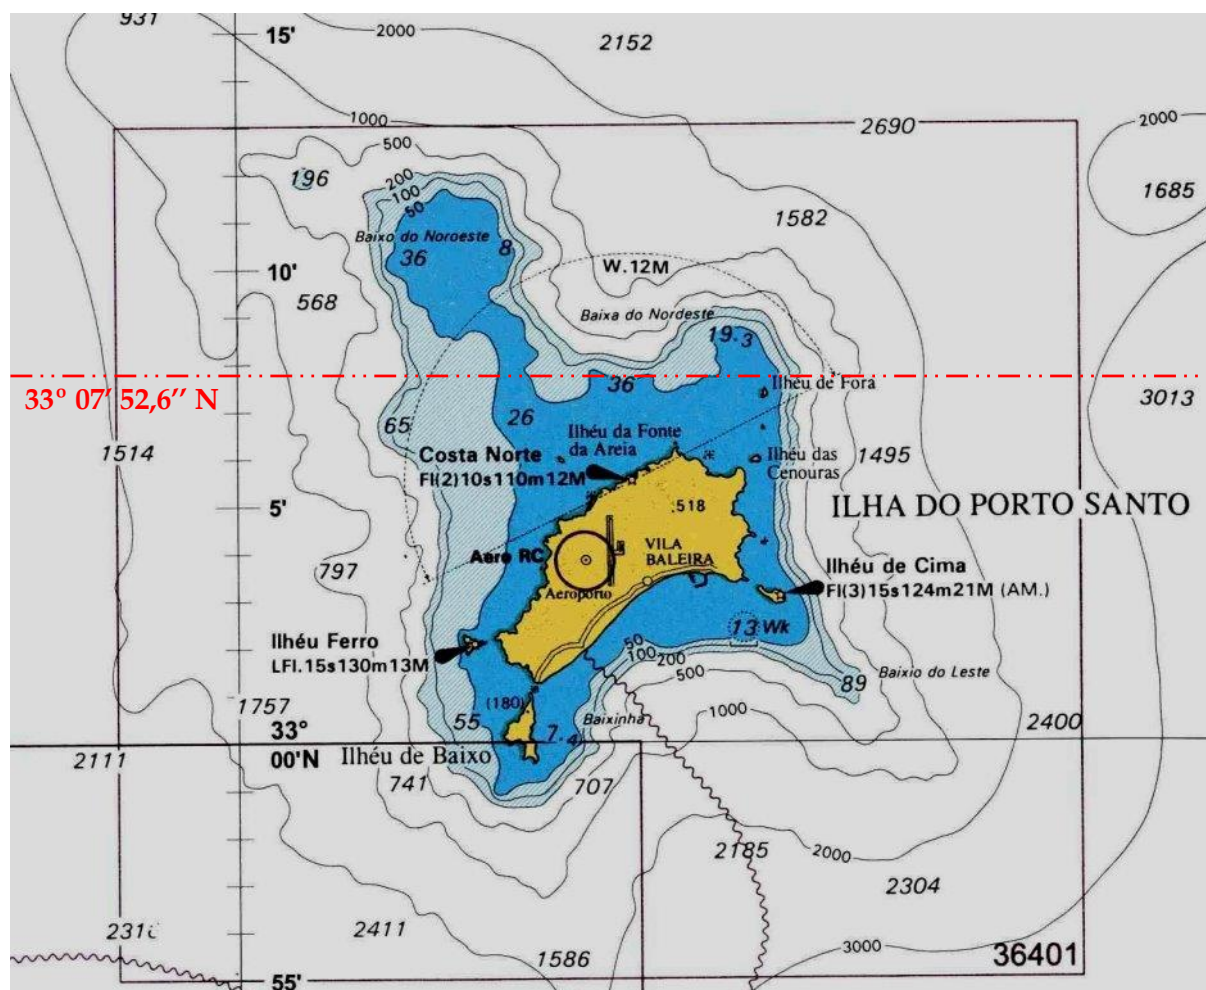 931
15'
2000
2152
1000
2690
2000
500
196
200
100
50
1685
1582
Baixo do Noroeste
36
8
10'
W.12M
568
Baixa do Nordeste
19.3
36
Ilhéu de Fora
33º 07' 52,6'' N
3013
65
26
Ilhéu da Fonte
da Areia
1514
Costa Norte
Fl(2)10s110m12M
Ilhéu das
Cenouras
1495
5'
518
ILHA DO PORTO SANTO
Aero RC
VILA
BALEIRA
797
Aeroporto
Ilhéu de Cima
Fl(3)15s124m21M (AM.)
13 Wk
Ilhéu Ferro
LFl.15s130m13M
50
100
200
500
89
Baixio do Leste
1757
(180)
1000
55
Baixinha
7.4
2400
33°
00'N
Ilhéu de Baixo
2111
741
707
2185
2000
2304
2411
1586
3000
36401
55'